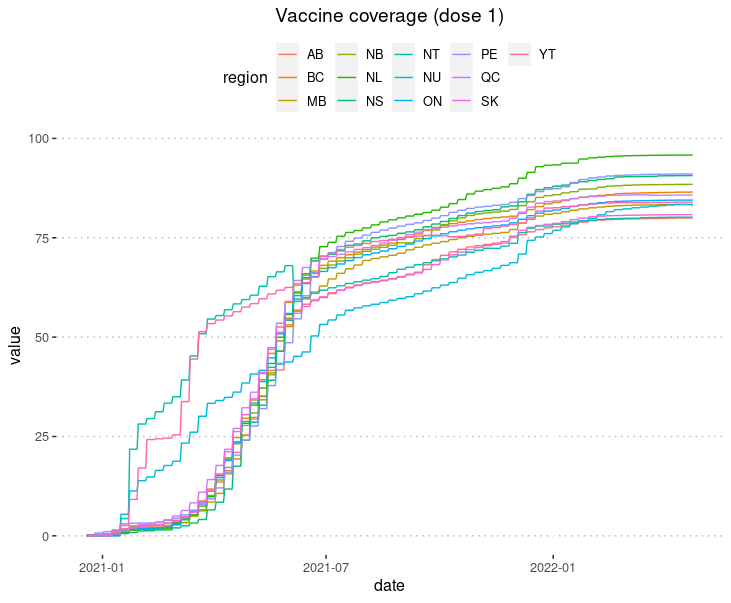 Vaccine coverage (dose 1)
region
AB NB NT PE YT
BC NL NU QC
MB NS ON SK
100
75
50
25
0
value
2021-01 2021-07 2022-01
date